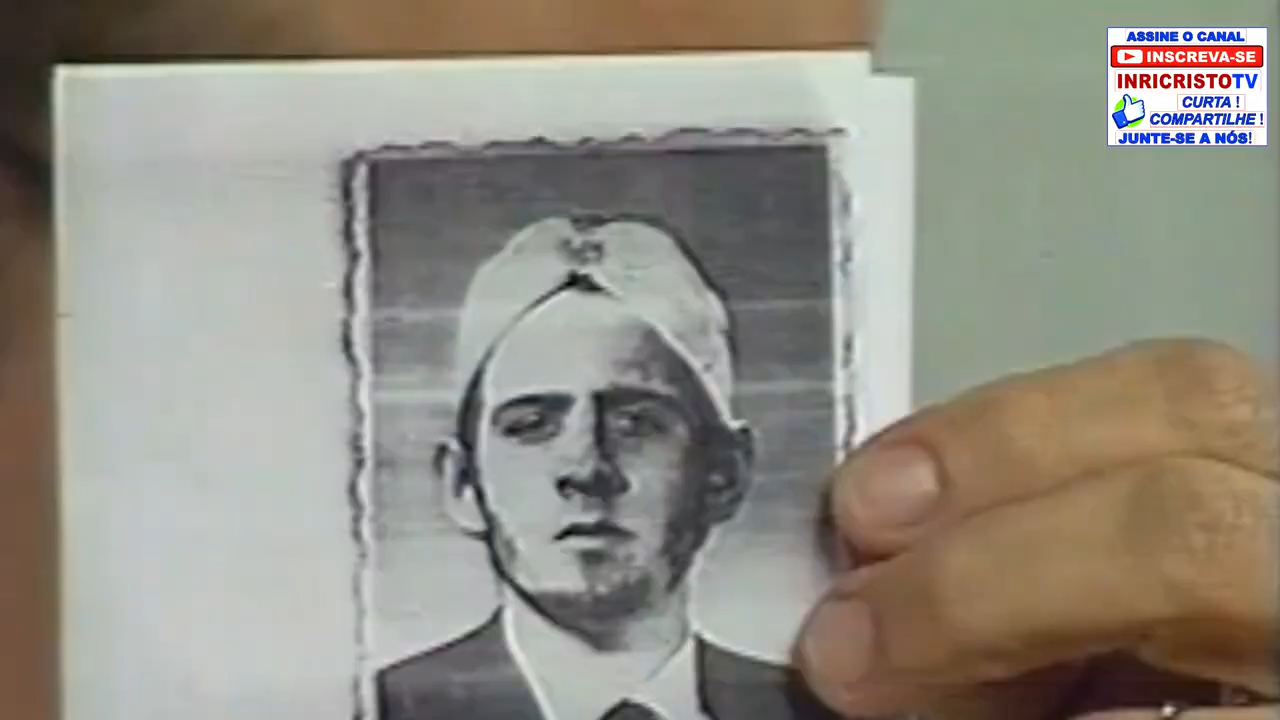 ASSINE O CANAL
INSCREVA-SE
INRICRISTOTV
CURTA !
COMPARTILHE !
JUNTE-SE A NÓS!